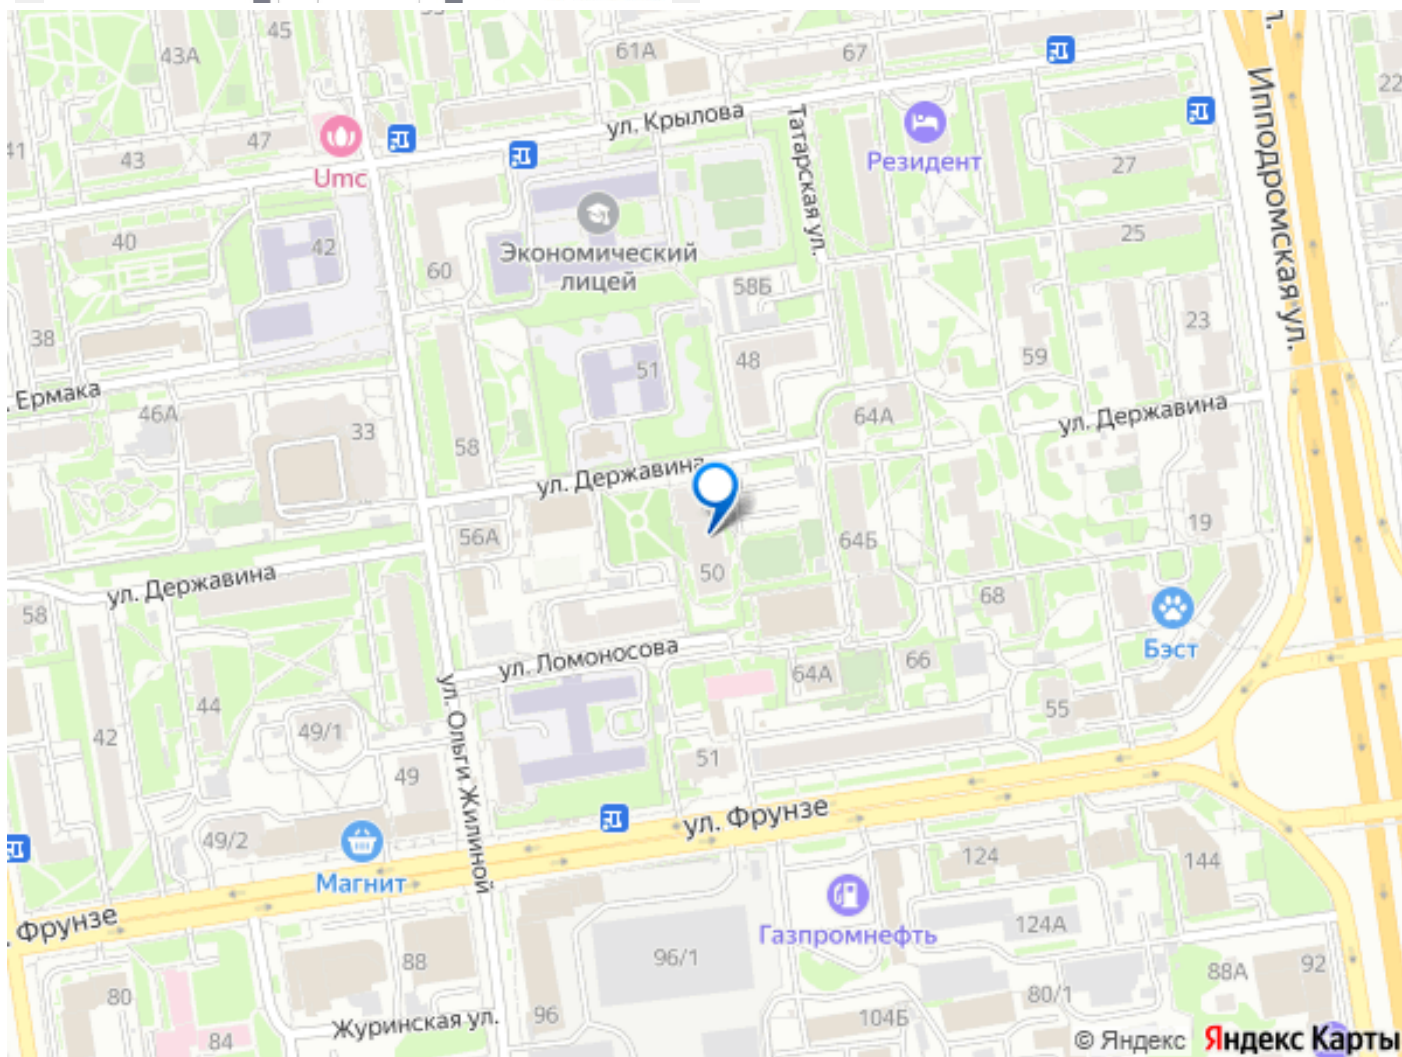 45
43А
61А
67
22
ул. Крылова
Татарская ул.
Ипподромская ул.
47
43
41
Umc
Резидент
27
Экономический
лицей
40
42
60
25
58Б
38
23
51
48
59
. Ермака
46А
33
64А
ул. Державина
58
ул. Державина
56А
64Б
19
50
ул. Державина
58
68
Бэст
ул. Ломоносова
66
64А
44
ул. Ольги Жилиной
55
49/1
42
51
49
ул. Фрунзе
49/2
Магнит
124
144
. Фрунзе
Газпромнефть
124А
88
96/1
88А
92
80
80/1
96
104Б
Журинская ул.
84
© Яндекс Яндекс Карты